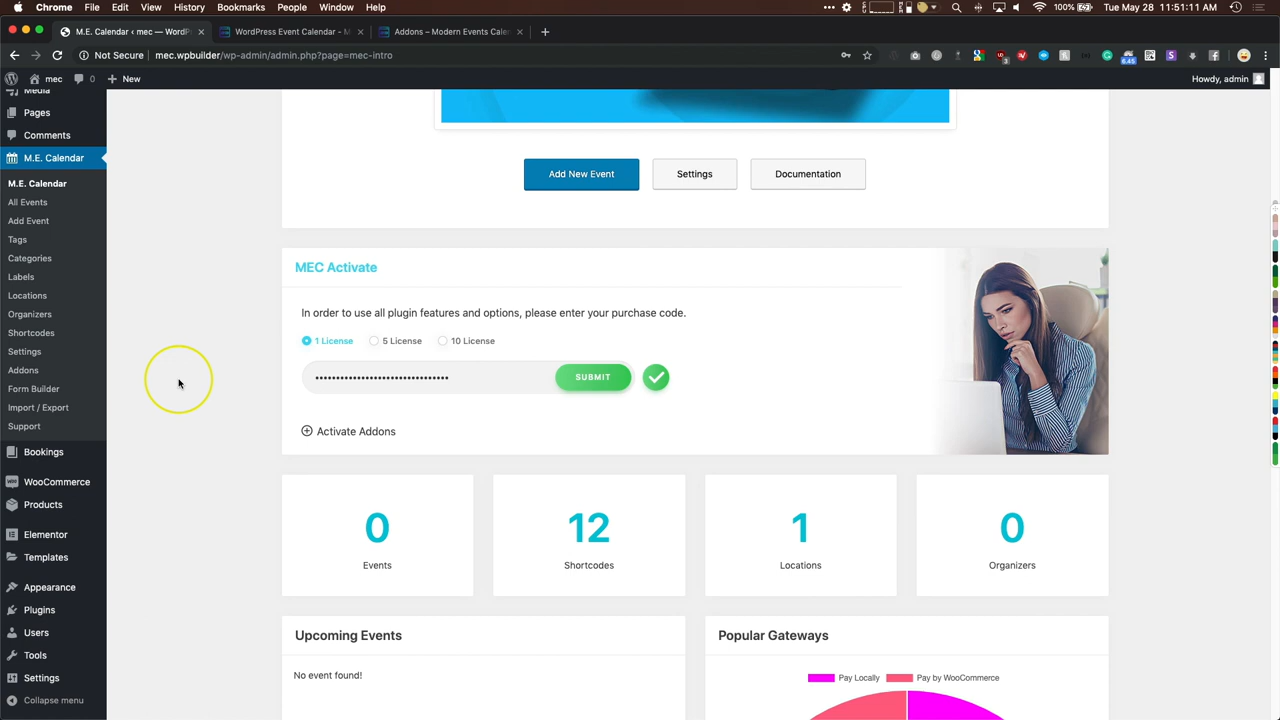 Chrome File Edit View History Bookmarks People Window Help
100% Tue May 28 11:51:11 AM
M.E. Calendar ‹ mec — WordP
WordPress Event Calendar - M
Addons – Modern Events Cale
Not Secure mec.wpbuilder/wp-admin/admin.php?page=mec-intro
mec 0 New Howdy, admin
Media
Pages
Comments
M.E. Calendar
M.E. Calendar
All Events
Add Event
Tags
Categories
Labels
Locations
Organizers
Shortcodes
Settings
Addons
Form Builder
Import / Export
Support
Bookings
WooCommerce
Products
Elementor
Templates
Appearance
Plugins
Users
Tools
Settings
Collapse menu
Add New Event Settings Documentation
MEC Activate
In order to use all plugin features and options, please enter your purchase code.
1 License 5 License 10 License
SUBMIT
Activate Addons
0
Events
12
Shortcodes
1
Locations
0
Organizers
Upcoming Events
No event found!
Popular Gateways
Pay Locally Pay by WooCommerce